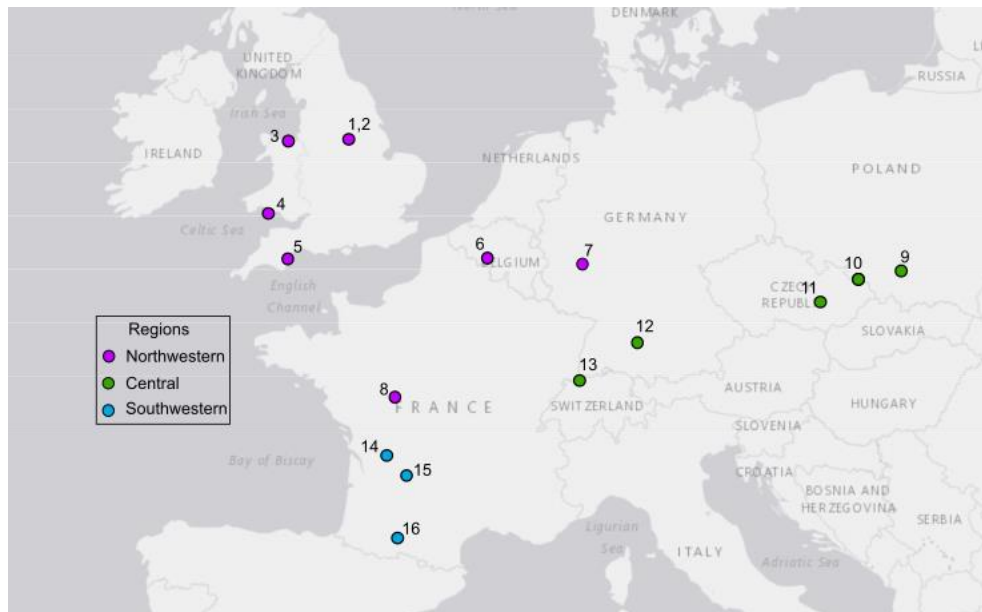 DENMARK
UNITED
KINGDOM
RUSSIA
Irish Sea
1,2
3
IRELAND
NETHERLANDS
POLAND
4
GERMANY
Celtic Sea
5
6
BELGIUM
7
9
10
English
Channel
CZEC
REPUBL
11
SLOVAKIA
Regions
Northwestern
Central
Southwestern
12
13
8
FRANCE
SWITZERLAND
AUSTRIA
HUNGARY
SLOVENIA
14
15
Bay of Biscay
CROATIA
BOSNIA AND
HERZEGOVINA
SERBIA
16
Ligurian
Sea
ITALY
Adriatic Sea